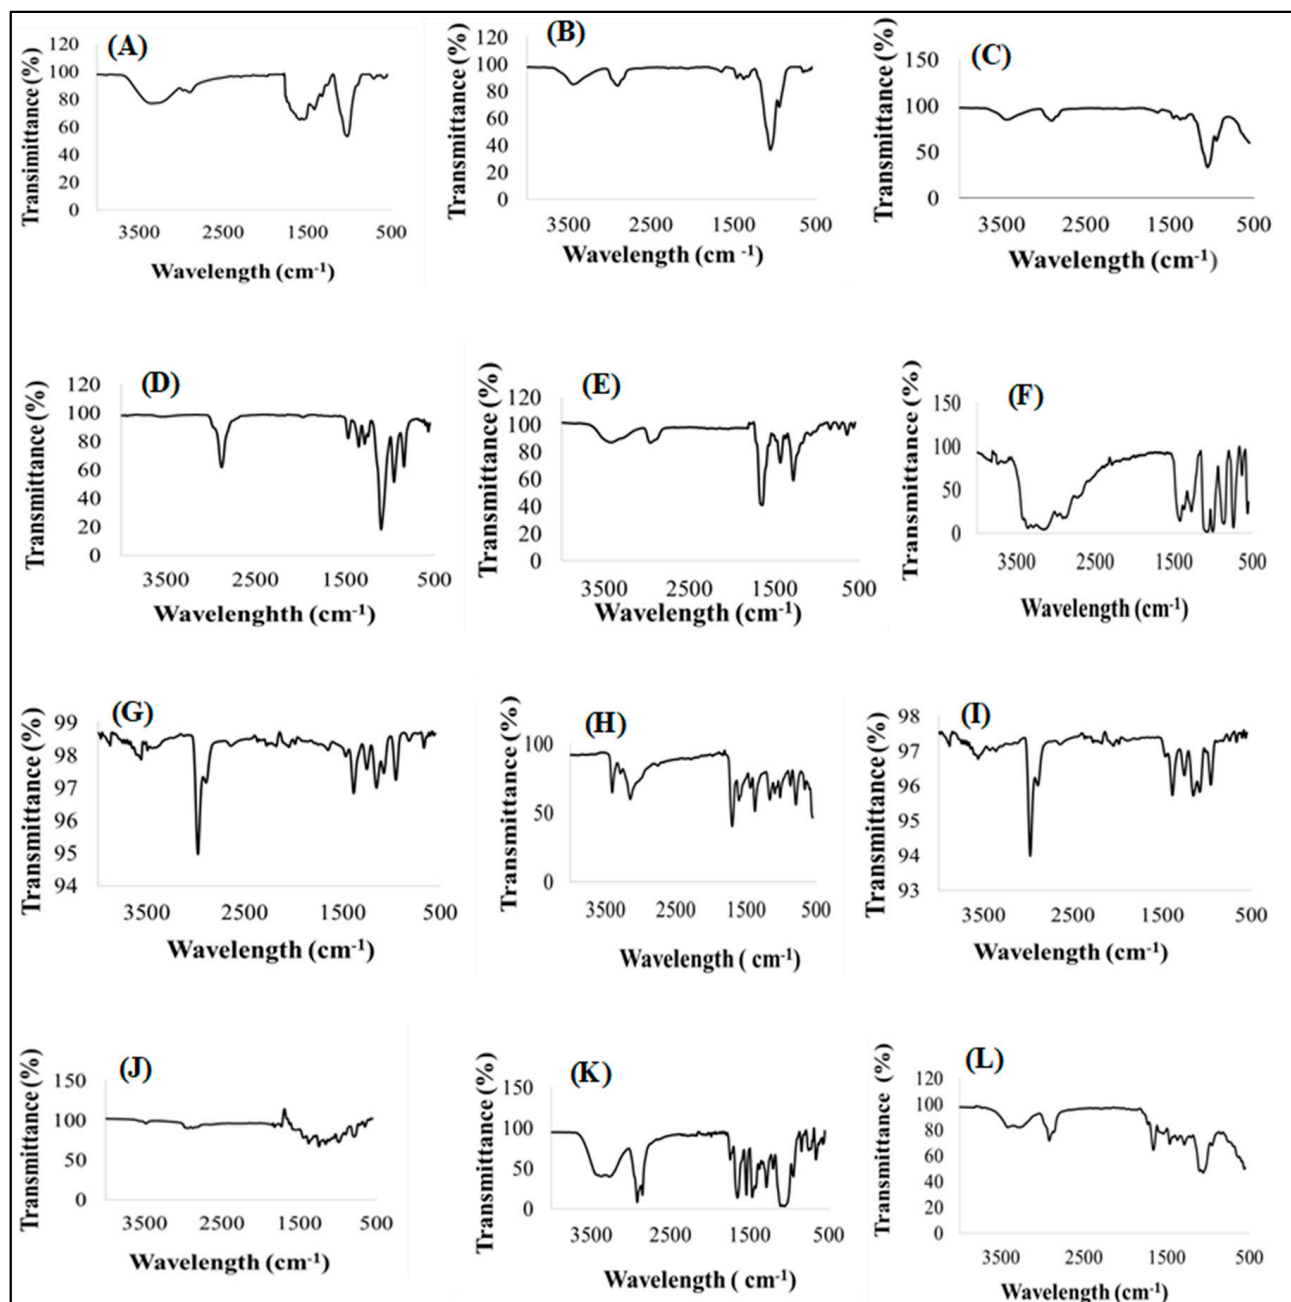 (A)
Transimittance (%)
120
100
80
60
40
20
0
3500 2500 1500 500
Wavelength (cm-1)
(B)
Transmittance (%)
120
100
80
60
40
20
0
3500 2500 1500 500
Wavelength (cm -1)
(C)
Transmittance (%)
150
100
50
0
3500 2500 1500 500
Wavelength (cm-1)
(D)
Transmittance (%)
120
100
80
60
40
20
0
3500 2500 1500 500
Wavelenghth (cm-1)
(E)
Transmittance (%)
120
100
80
60
40
20
0
3500 2500 1500 500
Wavelength (cm-1)
(F)
Transmittance (%)
150
100
50
0
3500 2500 1500 500
Wavelength (cm-1)
(G)
Transmittance (%)
99
98
97
96
95
94
3500 2500 1500 500
Wavelength (cm-1)
(H)
Transmittance (%)
100
50
0
3500 2500 1500 500
Wavelength ( cm-1)
(I)
Transmittance (%)
98
97
96
95
94
93
3500 2500 1500 500
Wavelength (cm-1)
(J)
Transmittance (%)
150
100
50
0
3500 2500 1500 500
Wavelength (cm-1)
(K)
Transmittance (%)
150
100
50
0
3500 2500 1500 500
Wavelength ( cm-1)
(L)
Transmittance (%)
120
100
80
60
40
20
0
3500 2500 1500 500
Wavelength (cm-1)